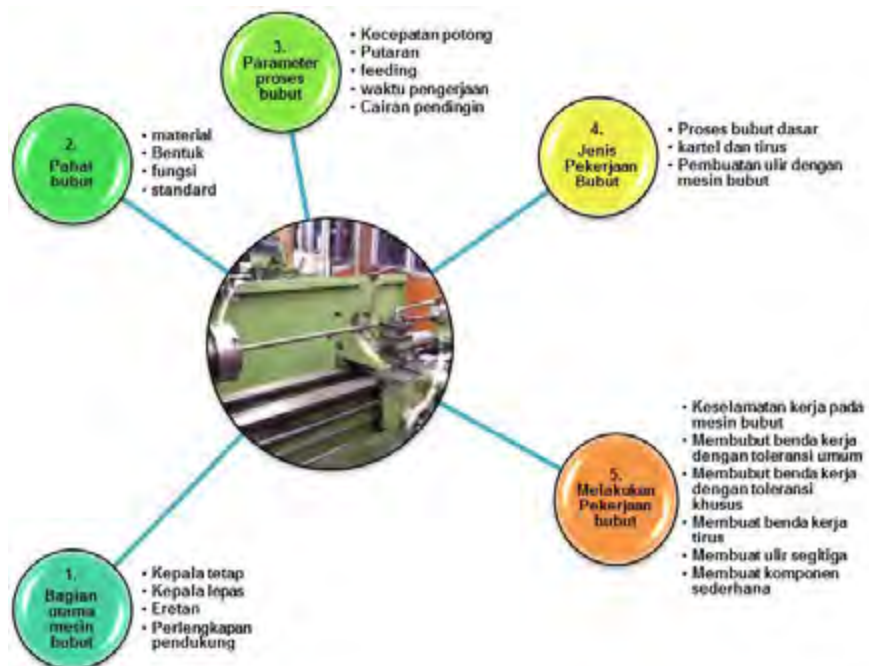 1.
Bagian
utama
mesin
bubut
• Kepala tetap
• Kepala lepas
• Eretan
• Perlengkapan
pendukung
2.
Pahat
bubut
• material
• Bentuk
• fungsi
• standard
3.
Parameter
proses
bubut
• Kecepatan potong
• Putaran
• feeding
• waktu pengerjaan
• Cairan pendingin
4.
Jenis
Pekerjaan
Bubut
• Proses bubut dasar
• kartel dan tirus
• Pembuatan ulir dengan
mesin bubut
5.
Melakukan
Pekerjaan
bubut
• Keselamatan kerja pada
mesin bubut
• Membubut benda kerja
dengan toleransi umum
• Membubut benda kerja
dengan toleransi
khusus
• Membuat benda kerja
tirus
• Membuat ulir segitiga
• Membuat komponen
sederhana